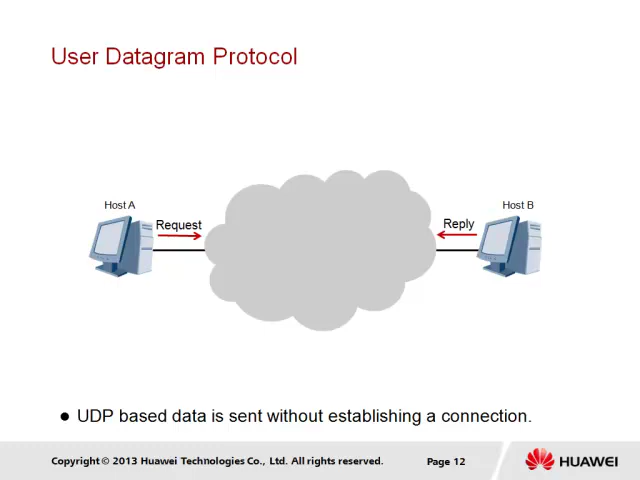 User Datagram Protocol
Host A
Host B
Request
Reply
● UDP based data is sent without establishing a connection.
Copyright © 2013 Huawei Technologies Co., Ltd. All rights reserved.
Page 12
HUAWEI